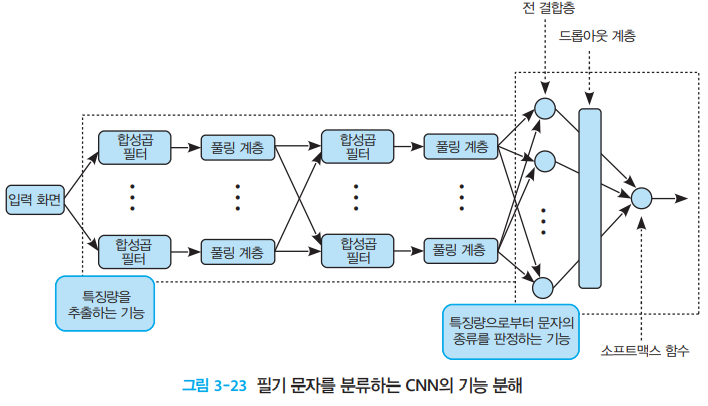 전 결합층
드롭아웃 계층
합성곱
필터
풀링 계층
합성곱
필터
풀링 계층
입력 화면
합성곱
필터
풀링 계층
합성곱
필터
풀링 계층
특징량을
추출하는 기능
특징량으로부터 문자의
종류를 판정하는 기능
소프트맥스 함수
그림 3-23 필기 문자를 분류하는 CNN의 기능 분해